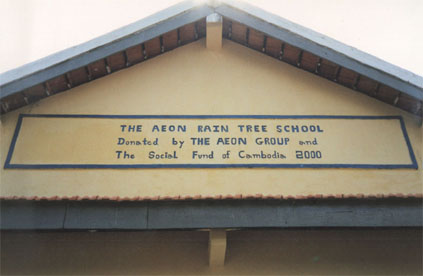 THE AEON RAIN TREE SCHOOL
Donated by THE AEON GROUP and
The Social Fund of Cambodia 2000